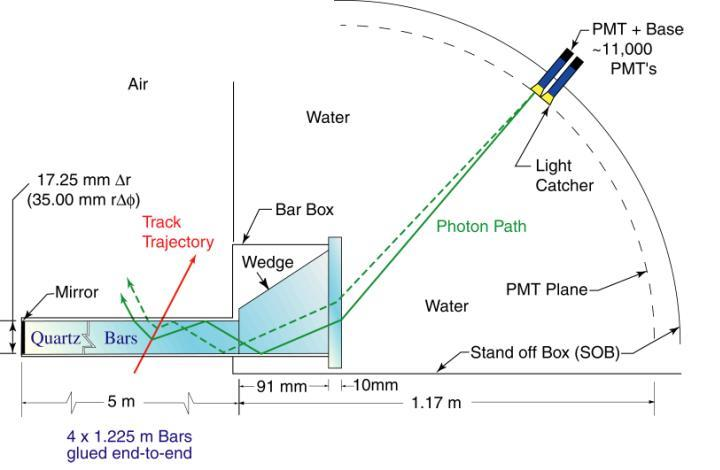 PMT + Base
~11,000
PMT's
Air
Water
Light
Catcher
17.25 mm Δr
(35.00 mm rΔϕ)
Track
Trajectory
Bar Box
Photon Path
Wedge
Mirror
PMT Plane
Water
Quartz
Bars
Stand off Box (SOB)
91 mm
10mm
5 m
1.17 m
4 x 1.225 m Bars
glued end-to-end